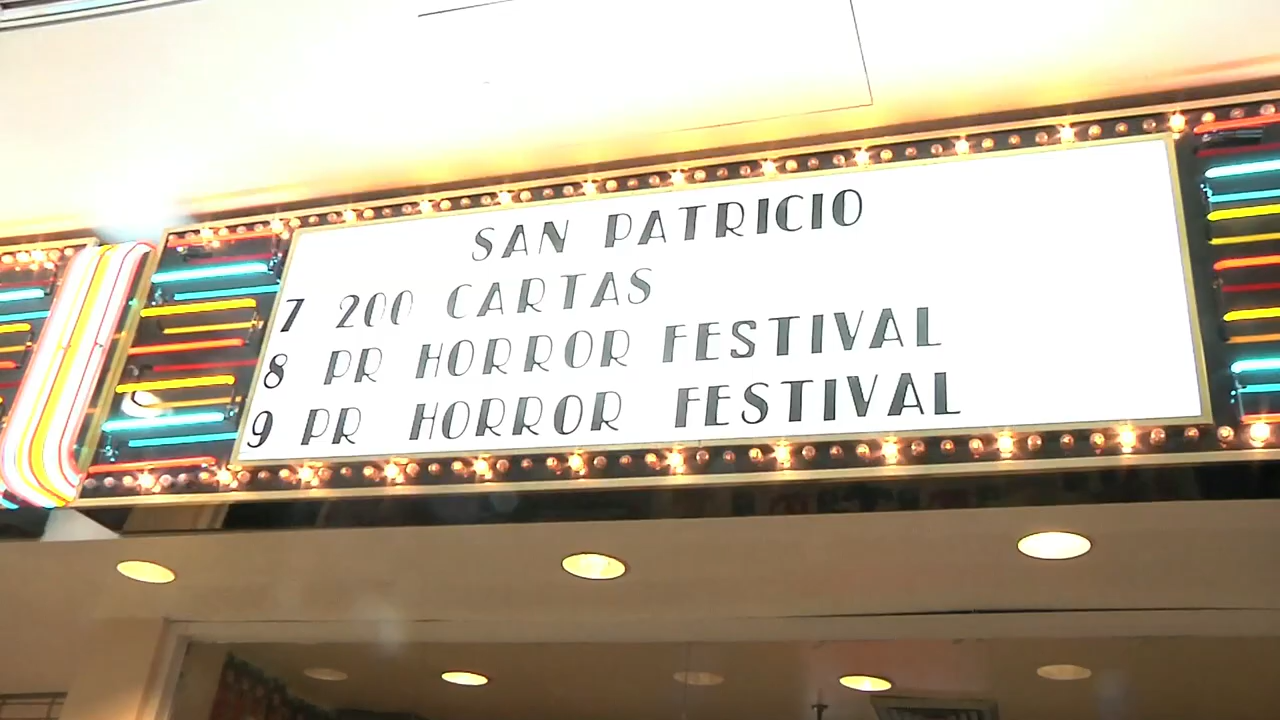 SAN PATRICIO
7 200 CARTAS
8 PR HORROR FESTIVAL
9 PR HORROR FESTIVAL